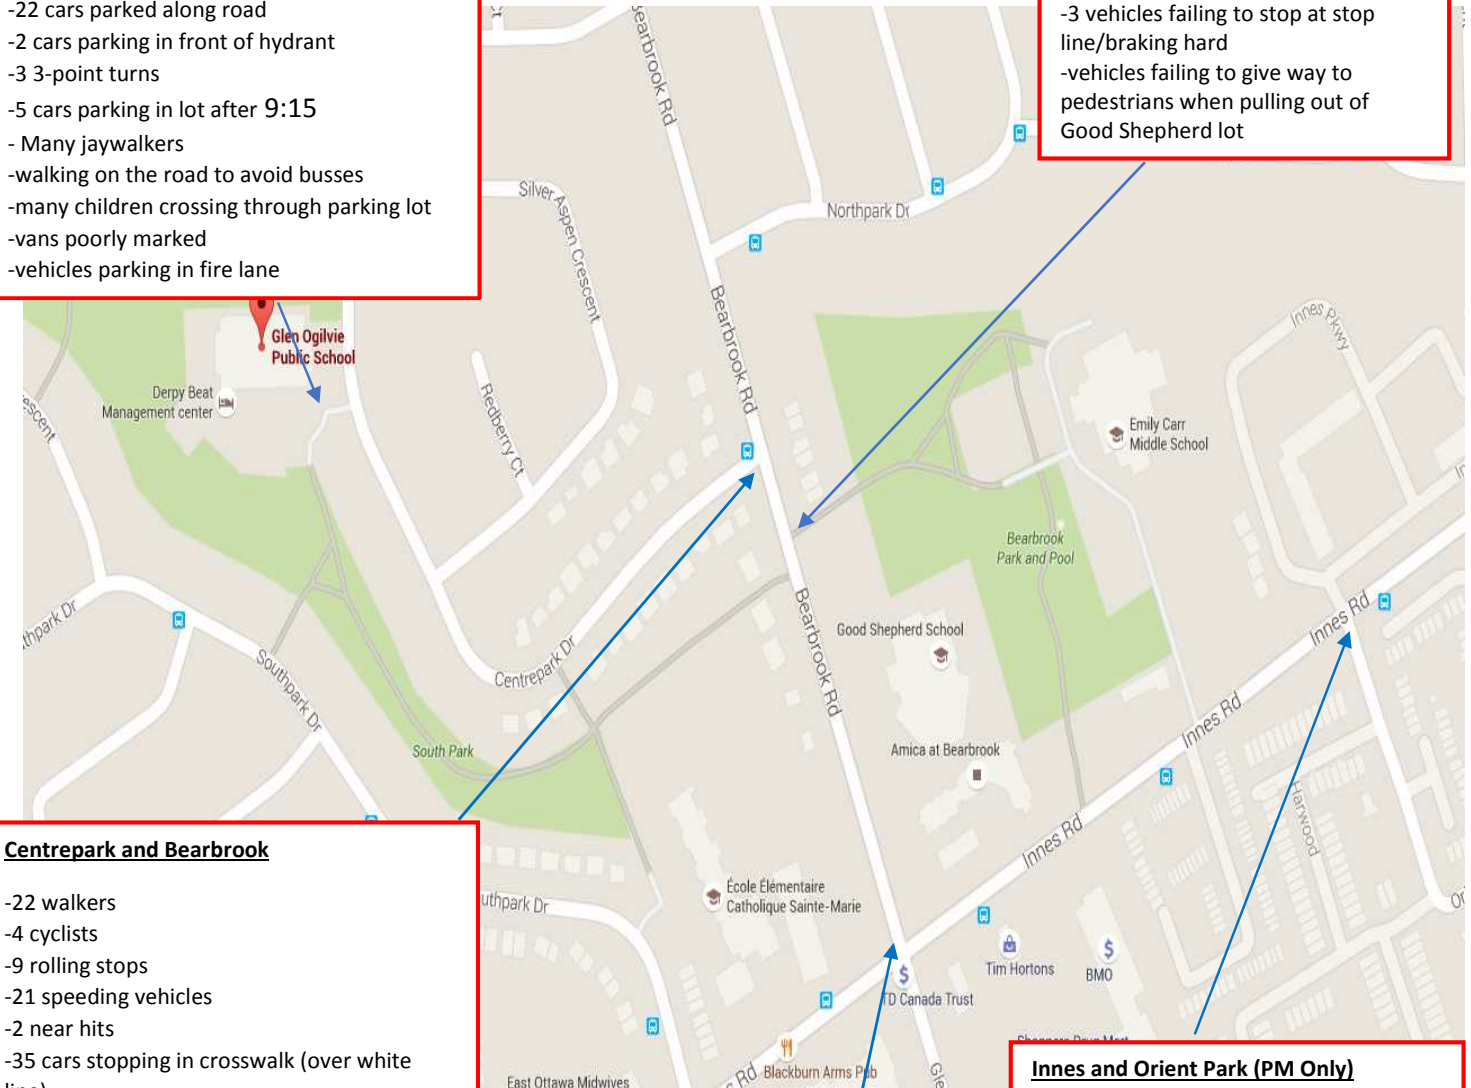 -22 cars parked along road
-2 cars parking in front of hydrant
-3 3-point turns
-5 cars parking in lot after 9:15
- Many jaywalkers
-walking on the road to avoid busses
-many children crossing through parking lot
-vans poorly marked
-vehicles parking in fire lane
-3 vehicles failing to stop at stop
line/braking hard
-vehicles failing to give way to
pedestrians when pulling out of
Good Shepherd lot
Bearbrook Rd
Silver Aspen Crescent
Northpark Dr
Bearbrook Rd
Innes Pkwy
Glen Ogilvie
Public School
Derpy Beat
Management center
Redberry Ct
Emily Carr
Middle School
Bearbrook
Park and Pool
Bearbrook Rd
Good Shepherd School
Innes Rd
Southpark Dr
Centrepark Dr
South Park
Amica at Bearbrook
Innes Rd
Harwood
Innes Rd
École Élémentaire
Catholique Sainte-Marie
Tim Hortons
BMO
TD Canada Trust
Blackburn Arms Pub
East Ottawa Midwives
Centrepark and Bearbrook
-22 walkers
-4 cyclists
-9 rolling stops
-21 speeding vehicles
-2 near hits
-35 cars stopping in crosswalk (over white
Innes and Orient Park (PM Only)